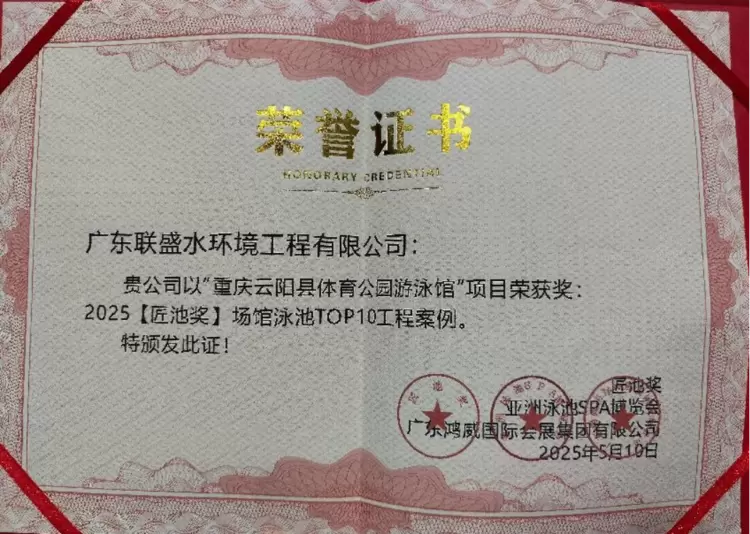 荣誉证书
HONORARY CREDENTIAL
广东联盛水环境工程有限公司：
贵公司以“重庆云阳县体育公园游泳馆”项目荣获奖：
2025【匠池奖】场馆泳池TOP10工程案例。
特颁发此证！
匠池奖
亚洲泳池SPA博览会
广东鸿威国际会展集团有限公司
2025年5月10日